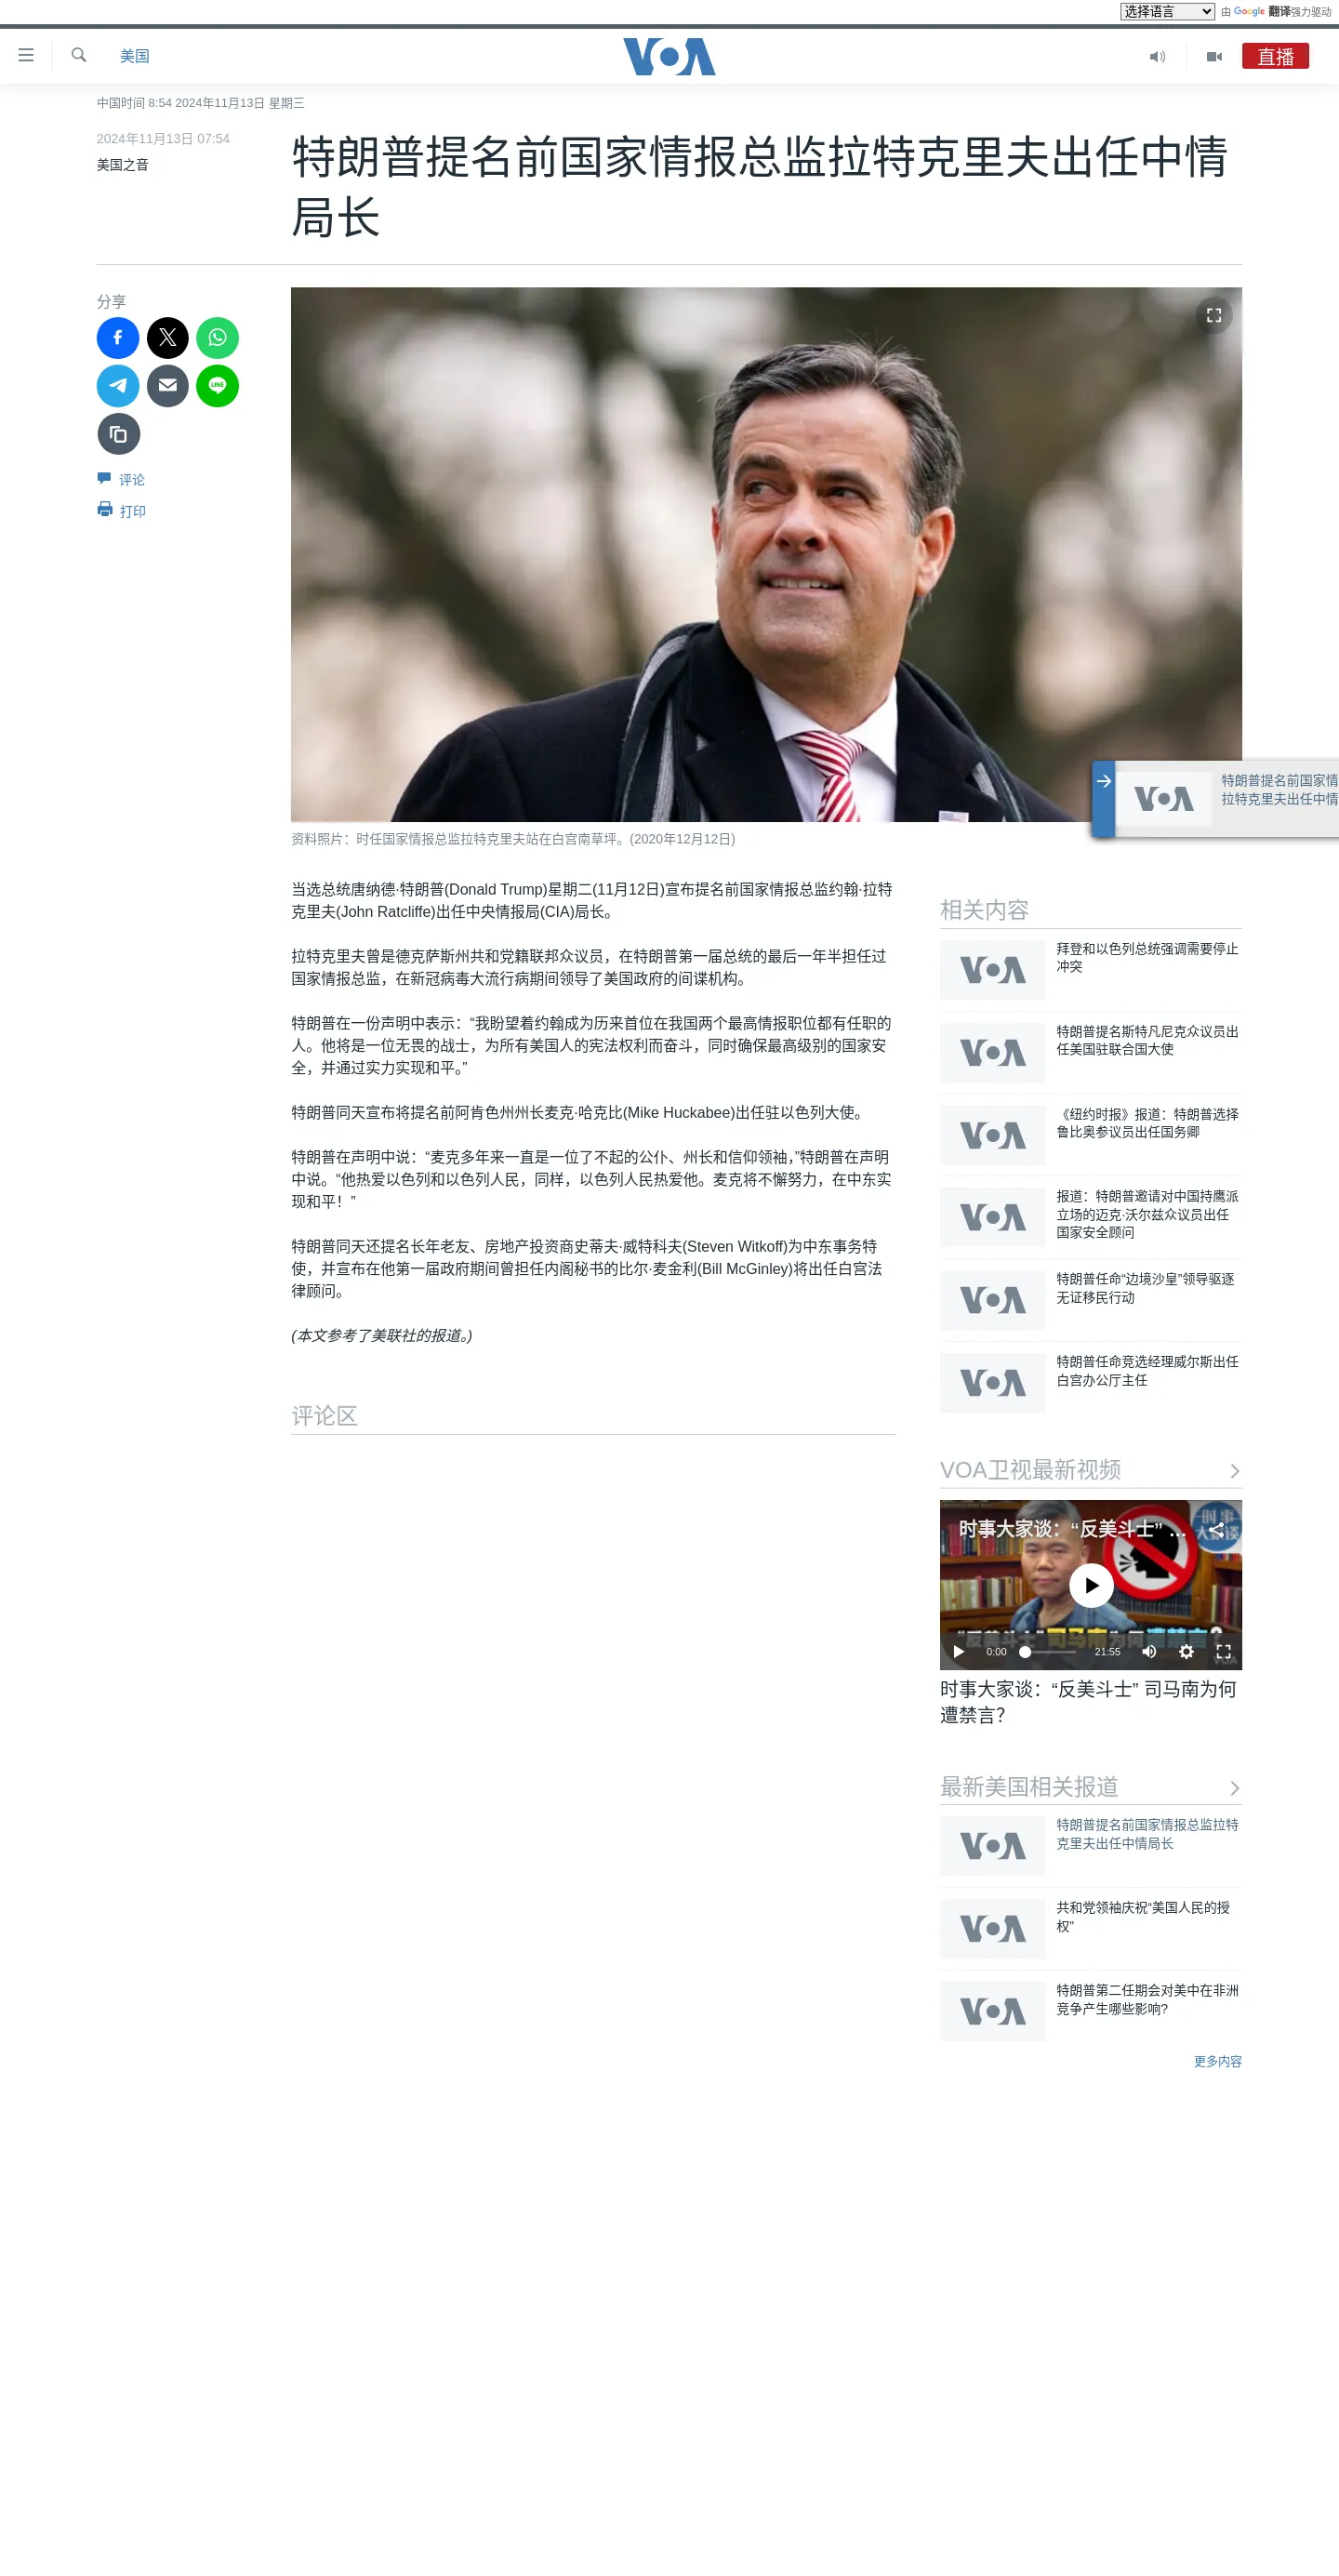 选择语言 由 Google 翻译强力驱动
美国
VOA
直播
中国时间 8:54 2024年11月13日 星期三
2024年11月13日 07:54
美国之音
特朗普提名前国家情报总监拉特克里夫出任中情
局长
分享
LINE
评论
打印
特朗普提名前国家情
拉特克里夫出任中情
VOA
资料照片：时任国家情报总监拉特克里夫站在白宫南草坪。(2020年12月12日)
当选总统唐纳德·特朗普(Donald Trump)星期二(11月12日)宣布提名前国家情报总监约翰·拉特
克里夫(John Ratcliffe)出任中央情报局(CIA)局长。
拉特克里夫曾是德克萨斯州共和党籍联邦众议员，在特朗普第一届总统的最后一年半担任过
国家情报总监，在新冠病毒大流行病期间领导了美国政府的间谍机构。
特朗普在一份声明中表示：“我盼望着约翰成为历来首位在我国两个最高情报职位都有任职的
人。他将是一位无畏的战士，为所有美国人的宪法权利而奋斗，同时确保最高级别的国家安
全，并通过实力实现和平。”
特朗普同天宣布将提名前阿肯色州州长麦克·哈克比(Mike Huckabee)出任驻以色列大使。
特朗普在声明中说：“麦克多年来一直是一位了不起的公仆、州长和信仰领袖，”特朗普在声明
中说。“他热爱以色列和以色列人民，同样，以色列人民热爱他。麦克将不懈努力，在中东实
现和平！”
特朗普同天还提名长年老友、房地产投资商史蒂夫·威特科夫(Steven Witkoff)为中东事务特
使，并宣布在他第一届政府期间曾担任内阁秘书的比尔·麦金利(Bill McGinley)将出任白宫法
律顾问。
(本文参考了美联社的报道。)
评论区
相关内容
VOA
拜登和以色列总统强调需要停止
冲突
VOA
特朗普提名斯特凡尼克众议员出
任美国驻联合国大使
VOA
《纽约时报》报道：特朗普选择
鲁比奥参议员出任国务卿
VOA
报道：特朗普邀请对中国持鹰派
立场的迈克·沃尔兹众议员出任
国家安全顾问
VOA
特朗普任命“边境沙皇”领导驱逐
无证移民行动
VOA
特朗普任命竞选经理威尔斯出任
白宫办公厅主任
VOA卫视最新视频
时事大家谈：“反美斗士” ...
时事
大家谈
“反美斗士”司马南为何遭禁言？
VOA
0:00 21:55
时事大家谈：“反美斗士” 司马南为何
遭禁言？
最新美国相关报道
VOA
特朗普提名前国家情报总监拉特
克里夫出任中情局长
VOA
共和党领袖庆祝“美国人民的授
权”
VOA
特朗普第二任期会对美中在非洲
竞争产生哪些影响？
更多内容